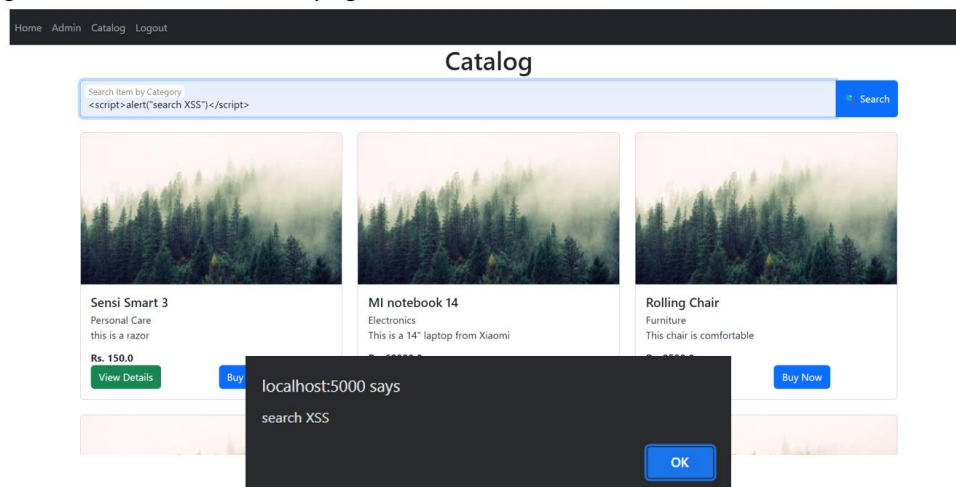 Home Admin Catalog Logout
Catalog
Search Item by Category
<script>alert("search XSS")</script>
Search
Sensi Smart 3
Personal Care
this is a razor
Rs. 150.0
View Details
Buy
MI notebook 14
Electronics
This is a 14" laptop from Xiaomi
Rolling Chair
Furniture
This chair is comfortable
Buy Now
localhost:5000 says
search XSS
OK